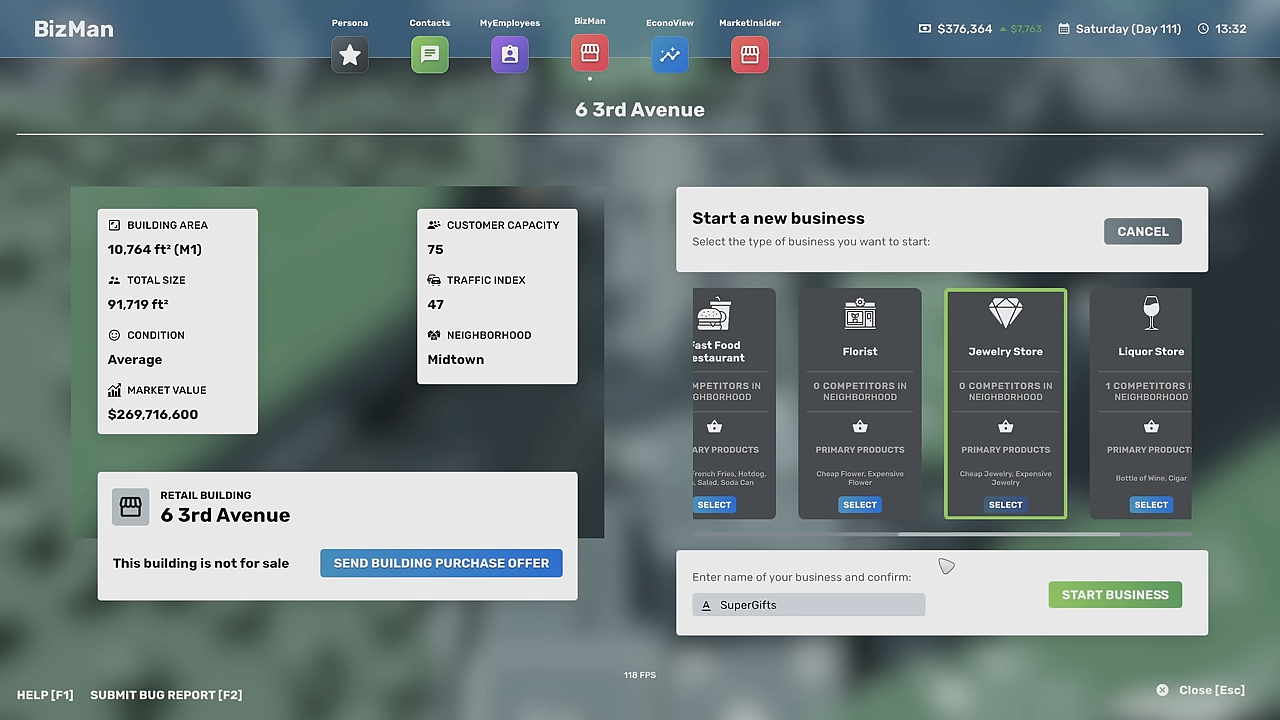 BizMan
Persona
Contacts
MyEmployees
BizMan
EconoView
MarketInsider
$376,364
$7,763
Saturday (Day 111)
13:32
6 3rd Avenue
BUILDING AREA
10,764 ft² (M1)
TOTAL SIZE
91,719 ft²
CONDITION
Average
MARKET VALUE
$269,716,600
CUSTOMER CAPACITY
75
TRAFFIC INDEX
47
NEIGHBORHOOD
Midtown
RETAIL BUILDING
6 3rd Avenue
This building is not for sale
SEND BUILDING PURCHASE OFFER
Start a new business
Select the type of business you want to start:
CANCEL
Fast Food
estaurant
MPETITORS IN
GHBORHOOD
ARY PRODUCTS
French Fries, Hotdog,
, Salad, Soda Can
SELECT
Florist
0 COMPETITORS IN
NEIGHBORHOOD
PRIMARY PRODUCTS
Cheap Flower, Expensive
Flower
SELECT
Jewelry Store
0 COMPETITORS IN
NEIGHBORHOOD
PRIMARY PRODUCTS
Cheap Jewelry, Expensive
Jewelry
SELECT
Liquor Store
1 COMPETITORS I
NEIGHBORHOOD
PRIMARY PRODUCTS
Bottle of Wine, Cigar
SELECT
Enter name of your business and confirm:
SuperGifts
START BUSINESS
118 FPS
HELP [F1]
SUBMIT BUG REPORT [F2]
Close [Esc]